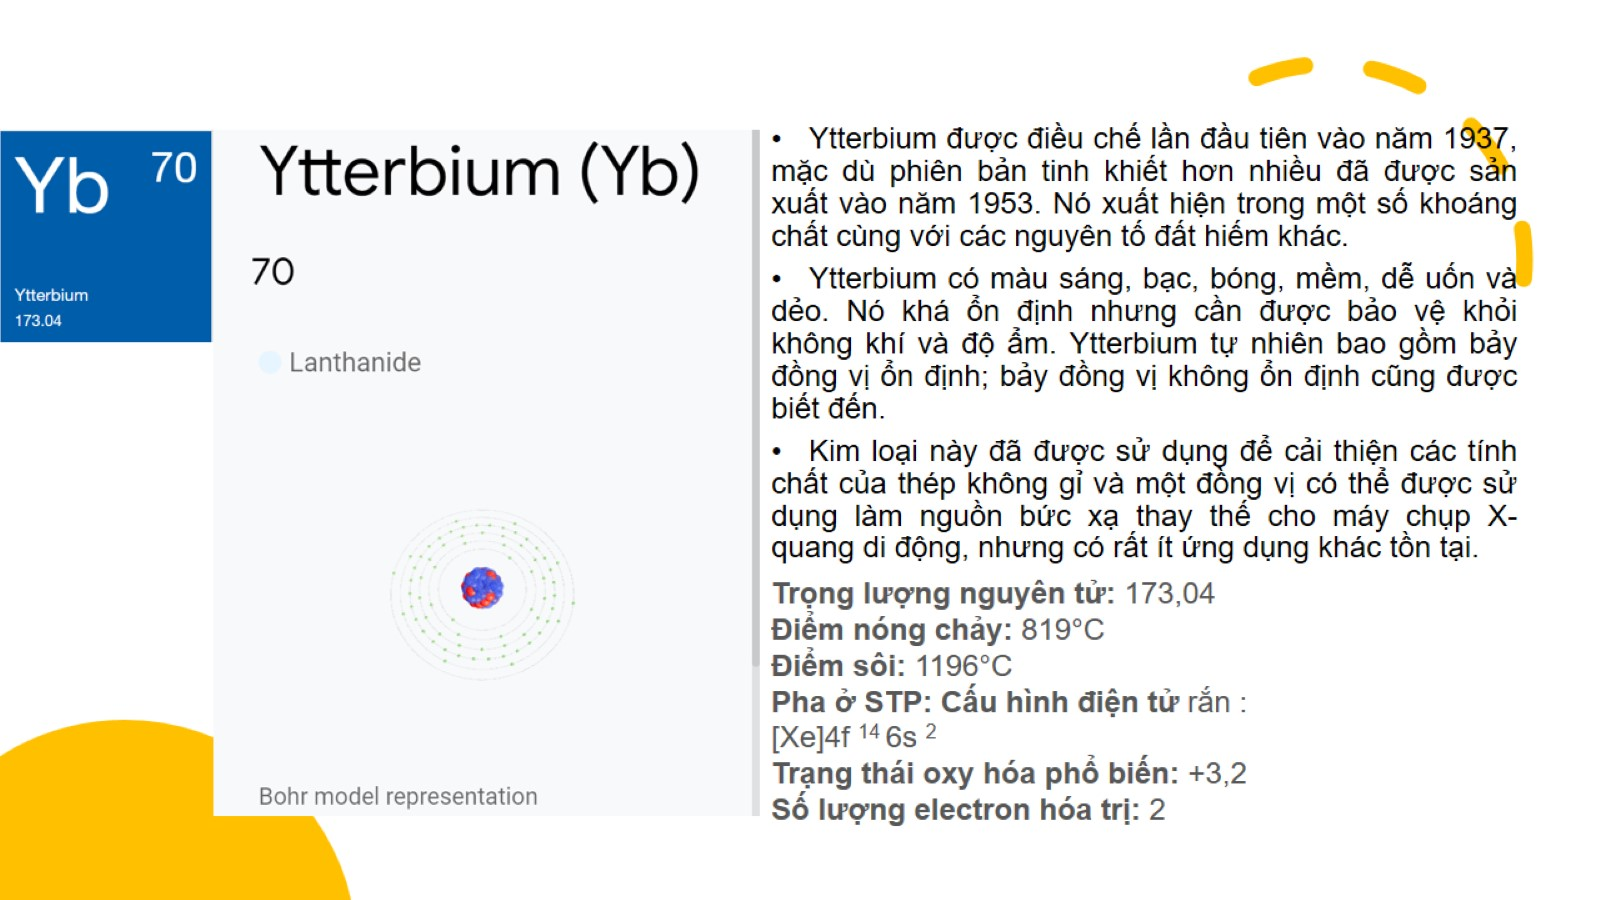 Yb 70
Ytterbium
173.04
Ytterbium (Yb)
70
Lanthanide
Bohr model representation
• Ytterbium được điều chế lần đầu tiên vào năm 1937,
mặc dù phiên bản tinh khiết hơn nhiều đã được sản
xuất vào năm 1953. Nó xuất hiện trong một số khoáng
chất cùng với các nguyên tố đất hiếm khác.
• Ytterbium có màu sáng, bạc, bóng, mềm, dễ uốn và
dẻo. Nó khá ổn định nhưng cần được bảo vệ khỏi
không khí và độ ẩm. Ytterbium tự nhiên bao gồm bảy
đồng vị ổn định; bảy đồng vị không ổn định cũng được
biết đến.
• Kim loại này đã được sử dụng để cải thiện các tính
chất của thép không gỉ và một đồng vị có thể được sử
dụng làm nguồn bức xạ thay thế cho máy chụp X-
quang di động, nhưng có rất ít ứng dụng khác tồn tại.
Trọng lượng nguyên tử: 173,04
Điểm nóng chảy: 819°C
Điểm sôi: 1196°C
Pha ở STP: Cấu hình điện tử rắn :
[Xe]4f 14 6s 2
Trạng thái oxy hóa phổ biến: +3,2
Số lượng electron hóa trị: 2